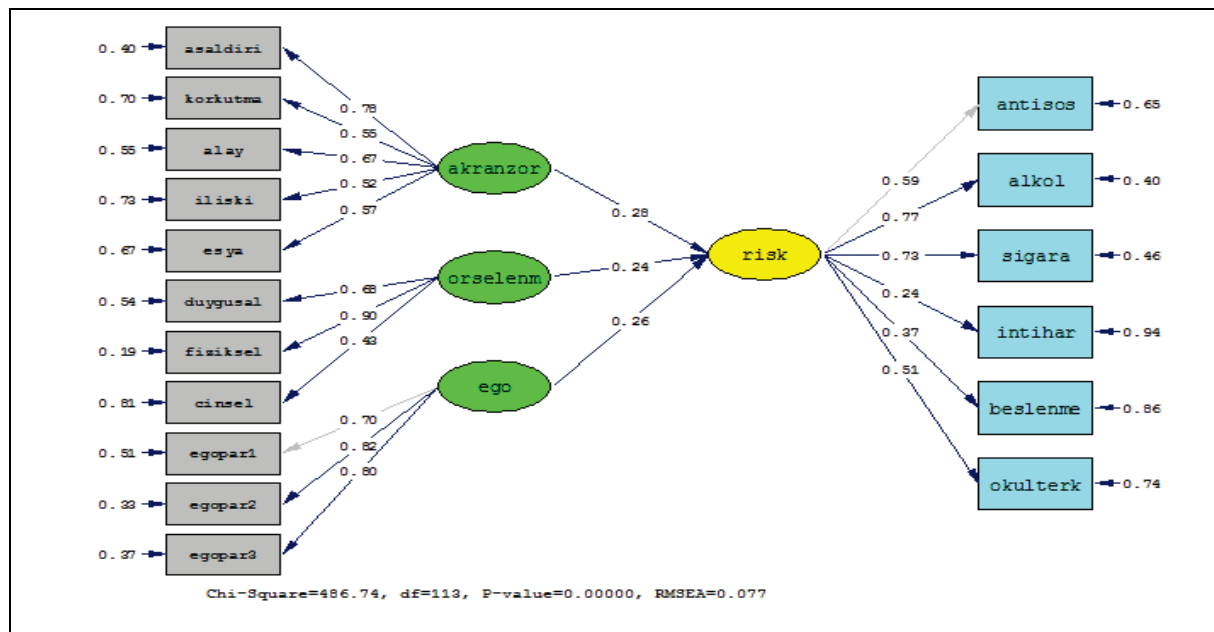 0.40 asaldiri
0.70 korkutma
0.55 alay
0.73 iliski
0.67 esya
0.54 duygusal
0.19 fiziksel
0.81 cinsel
0.51 egopar1
0.33 egopar2
0.37 egopar3
0.78
0.55
0.67
0.52
0.57
0.68
0.90
0.43
0.70
0.82
0.80
akranzor
orselenm
ego
0.28
0.24
0.26
risk
0.59
0.77
0.73
0.24
0.37
0.51
antisos 0.65
alkol 0.40
sigara 0.46
intihar 0.94
beslenme 0.86
okulterk 0.74
Chi-Square=486.74, df=113, P-value=0.00000, RMSEA=0.077